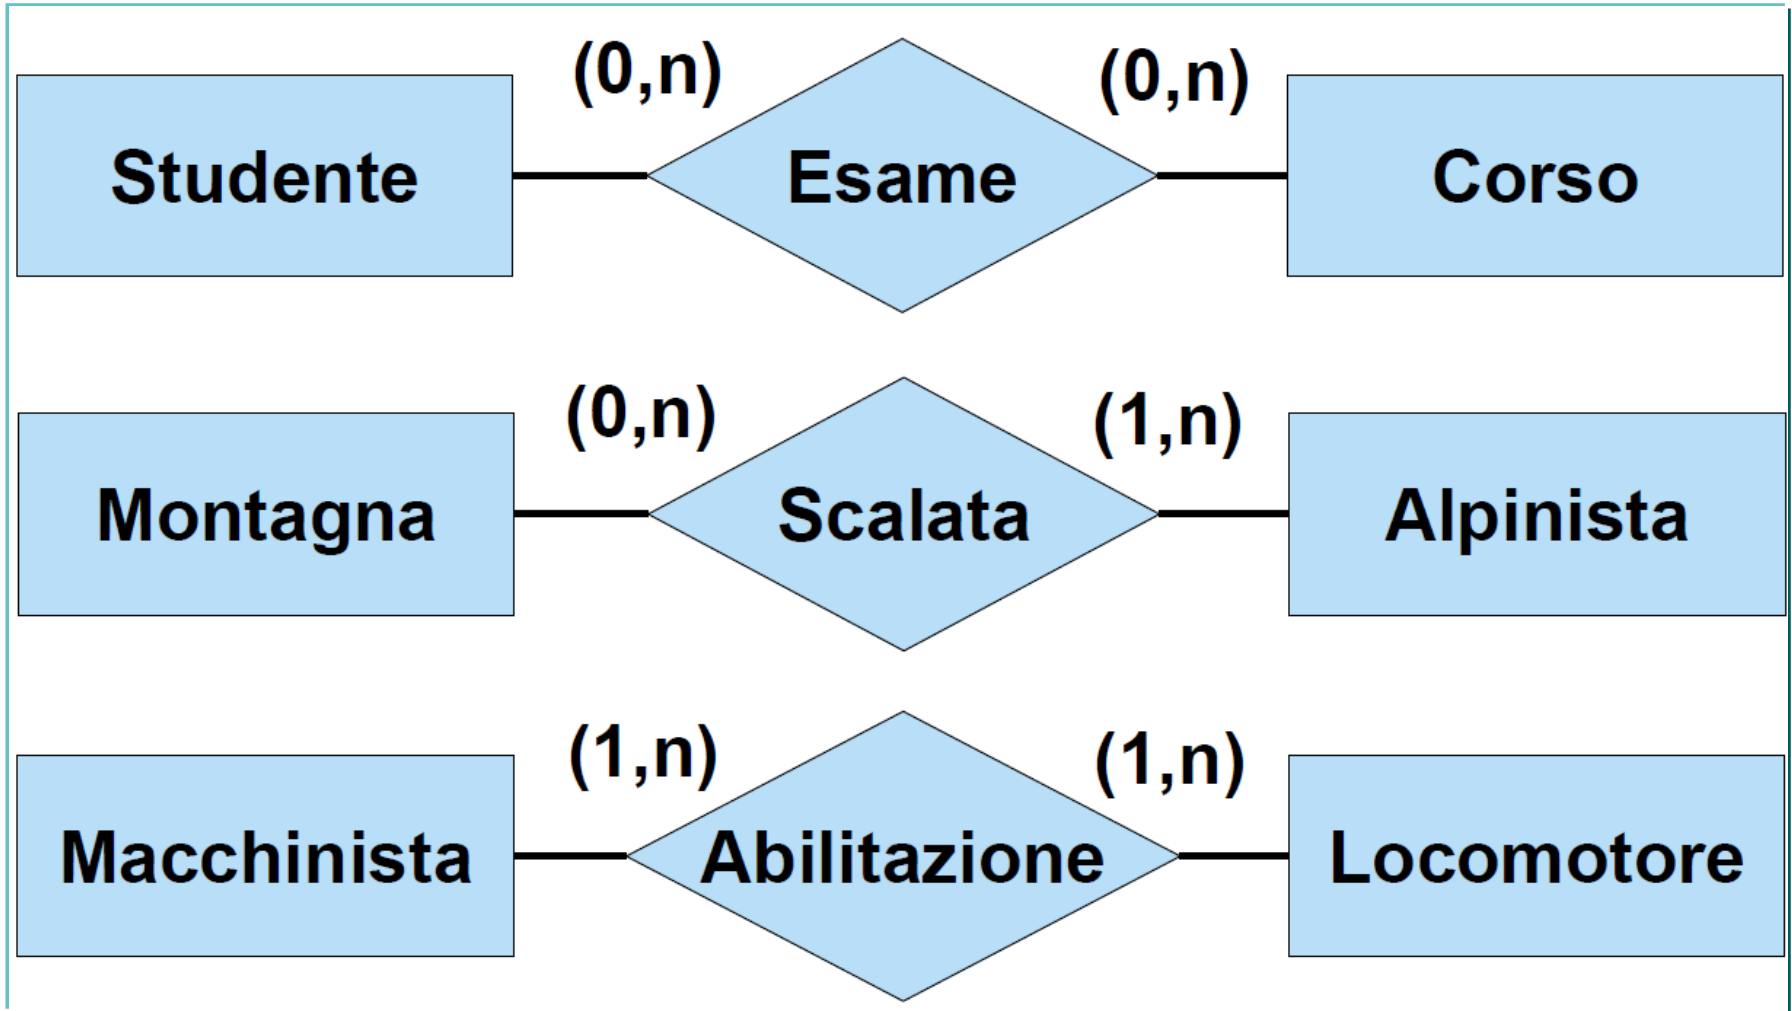 (0,n) (0,n)
Studente Esame Corso
(0,n) (1,n)
Montagna Scalata Alpinista
(1,n) (1,n)
Macchinista Abilitazione Locomotore